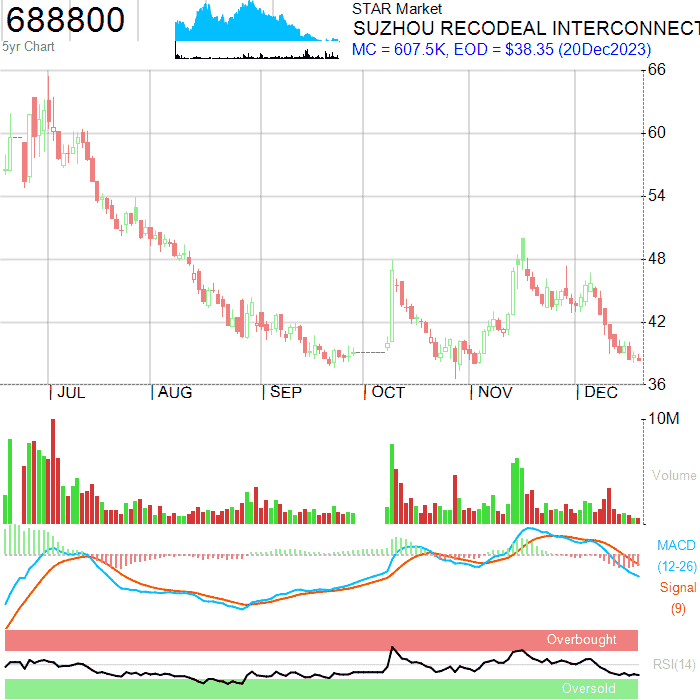 688800
5yr Chart
STAR Market
SUZHOU RECODEAL INTERCONNECT
MC = 607.5K, EOD = $38.35 (20Dec2023)
66
60
54
48
42
36
JUL
AUG
SEP
OCT
NOV
DEC
10M
Volume
MACD
(12-26)
Signal
(9)
Overbought
RSI(14)
Oversold